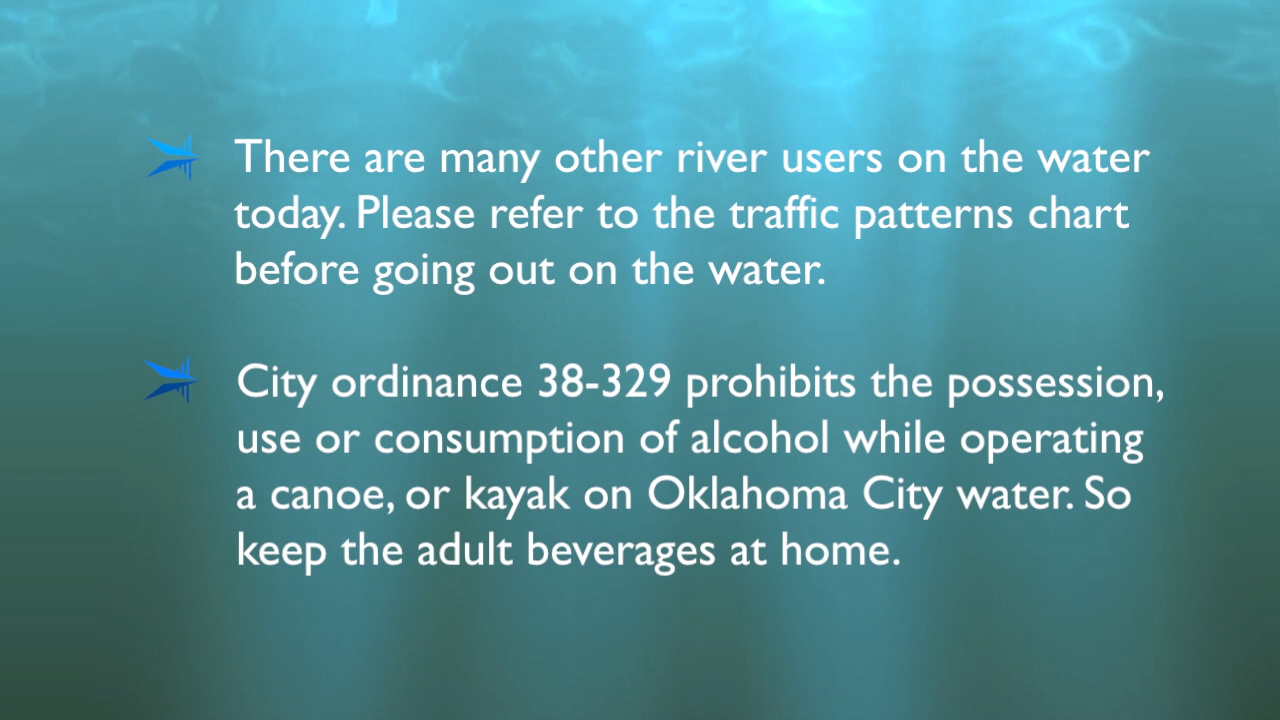 There are many other river users on the water
today. Please refer to the traffic patterns chart
before going out on the water.
City ordinance 38-329 prohibits the possession,
use or consumption of alcohol while operating
a canoe, or kayak on Oklahoma City water. So
keep the adult beverages at home.